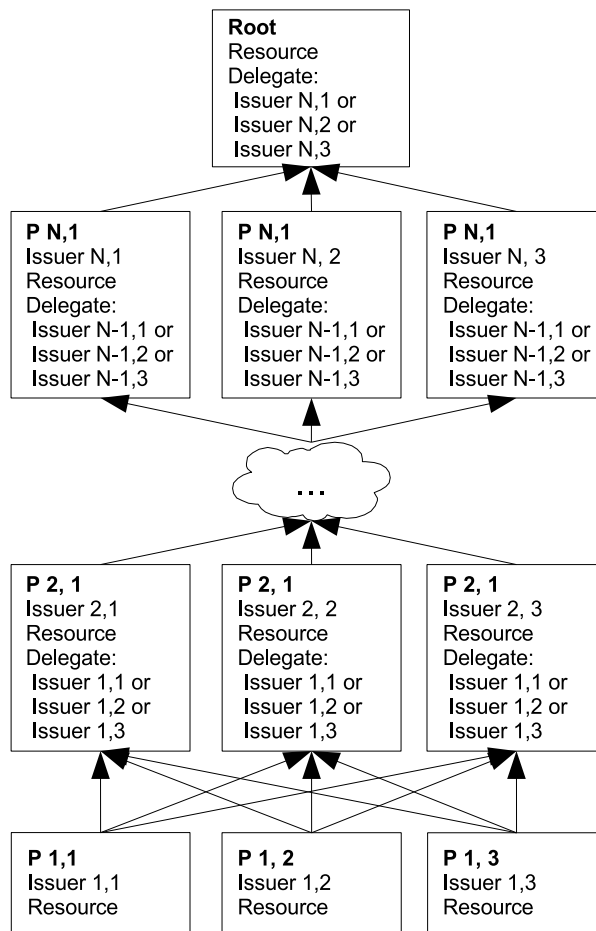 Root
Resource
Delegate:
Issuer N,1 or
Issuer N,2 or
Issuer N,3
P N,1
Issuer N,1
Resource
Delegate:
Issuer N-1,1 or
Issuer N-1,2 or
Issuer N-1,3
P N,1
Issuer N, 2
Resource
Delegate:
Issuer N-1,1 or
Issuer N-1,2 or
Issuer N-1,3
P N,1
Issuer N, 3
Resource
Delegate:
Issuer N-1,1 or
Issuer N-1,2 or
Issuer N-1,3
...
P 2, 1
Issuer 2,1
Resource
Delegate:
Issuer 1,1 or
Issuer 1,2 or
Issuer 1,3
P 2, 1
Issuer 2, 2
Resource
Delegate:
Issuer 1,1 or
Issuer 1,2 or
Issuer 1,3
P 2, 1
Issuer 2, 3
Resource
Delegate:
Issuer 1,1 or
Issuer 1,2 or
Issuer 1,3
P 1,1
Issuer 1,1
Resource
P 1, 2
Issuer 1,2
Resource
P 1, 3
Issuer 1,3
Resource